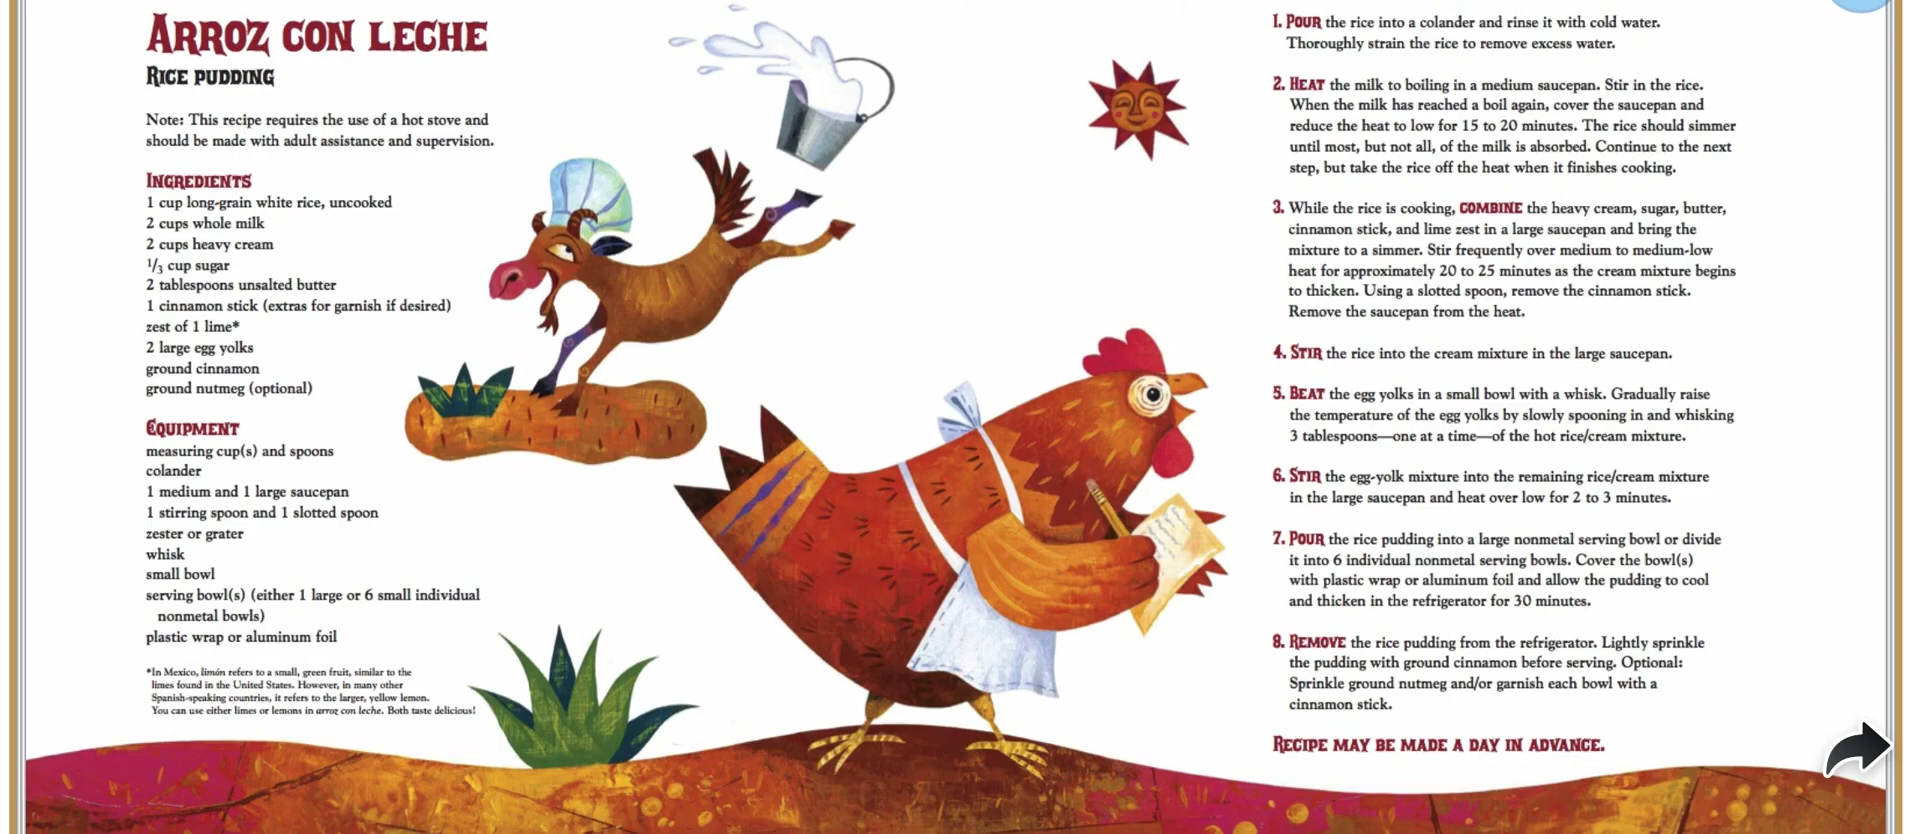 Arroz con leche
Rice pudding
Note: This recipe requires the use of a hot stove and
should be made with adult assistance and supervision.
Ingredients
1 cup long-grain white rice, uncooked
2 cups whole milk
2 cups heavy cream
1/3 cup sugar
2 tablespoons unsalted butter
1 cinnamon stick (extras for garnish if desired)
zest of 1 lime*
2 large egg yolks
ground cinnamon
ground nutmeg (optional)
Equipment
measuring cup(s) and spoons
colander
1 medium and 1 large saucepan
1 stirring spoon and 1 slotted spoon
zester or grater
whisk
small bowl
serving bowl(s) (either 1 large or 6 small individual
nonmetal bowls)
plastic wrap or aluminum foil
*In Mexico, limón refers to a small, green fruit, similar to the
limes found in the United States. However, in many other
Spanish-speaking countries, it refers to the larger, yellow lemon.
You can use either limes or lemons in arroz con leche. Both taste delicious!
1. Pour the rice into a colander and rinse it with cold water.
Thoroughly strain the rice to remove excess water.
2. Heat the milk to boiling in a medium saucepan. Stir in the rice.
When the milk has reached a boil again, cover the saucepan and
reduce the heat to low for 15 to 20 minutes. The rice should simmer
until most, but not all, of the milk is absorbed. Continue to the next
step, but take the rice off the heat when it finishes cooking.
3. While the rice is cooking, combine the heavy cream, sugar, butter,
cinnamon stick, and lime zest in a large saucepan and bring the
mixture to a simmer. Stir frequently over medium to medium-low
heat for approximately 20 to 25 minutes as the cream mixture begins
to thicken. Using a slotted spoon, remove the cinnamon stick.
Remove the saucepan from the heat.
4. Stir the rice into the cream mixture in the large saucepan.
5. Beat the egg yolks in a small bowl with a whisk. Gradually raise
the temperature of the egg yolks by slowly spooning in and whisking
3 tablespoons—one at a time—of the hot rice/cream mixture.
6. Stir the egg-yolk mixture into the remaining rice/cream mixture
in the large saucepan and heat over low for 2 to 3 minutes.
7. Pour the rice pudding into a large nonmetal serving bowl or divide
it into 6 individual nonmetal serving bowls. Cover the bowl(s)
with plastic wrap or aluminum foil and allow the pudding to cool
and thicken in the refrigerator for 30 minutes.
8. Remove the rice pudding from the refrigerator. Lightly sprinkle
the pudding with ground cinnamon before serving. Optional:
Sprinkle ground nutmeg and/or garnish each bowl with a
cinnamon stick.
Recipe may be made a day in advance.